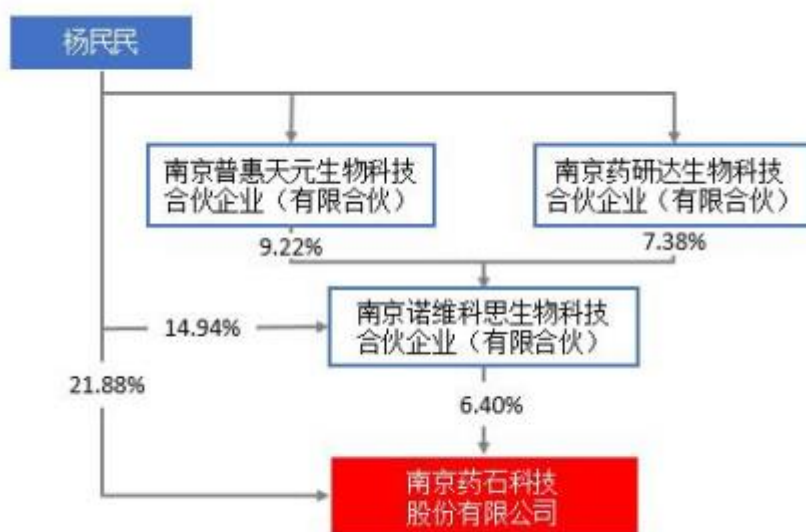 杨民民
南京普惠天元生物科技
合伙企业（有限合伙）
南京药研达生物科技
合伙企业（有限合伙）
9.22%
7.38%
南京诺维科思生物科技
合伙企业（有限合伙）
14.94%
21.88%
6.40%
南京药石科技
股份有限公司